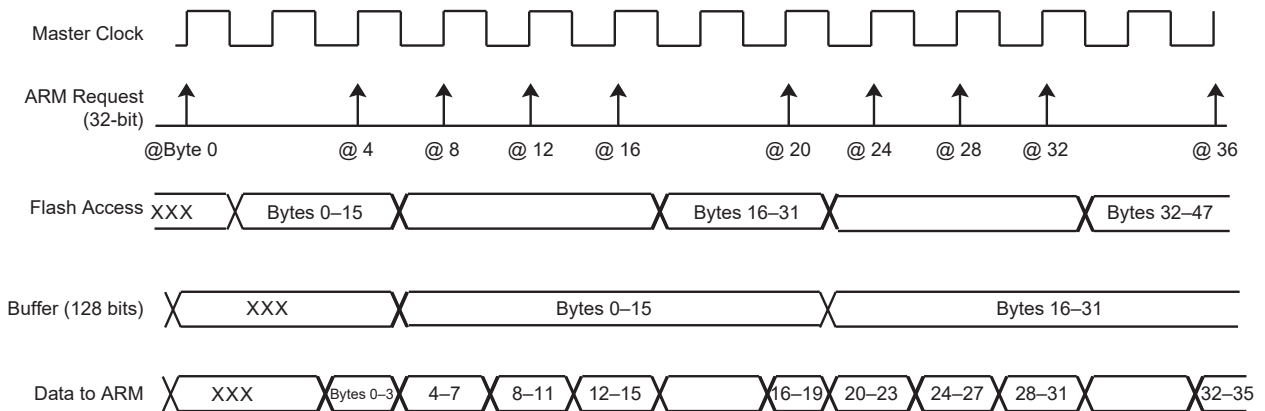 Master Clock
ARM Request
(32-bit)
@Byte 0 @ 4 @ 8 @ 12 @ 16 @ 20 @ 24 @ 28 @ 32 @ 36
Flash Access XXX Bytes 0–15 Bytes 16–31 Bytes 32–47
Buffer (128 bits) XXX Bytes 0–15 Bytes 16–31
Data to ARM XXX Bytes 0–3 4–7 8–11 12–15 16–19 20–23 24–27 28–31 32–35